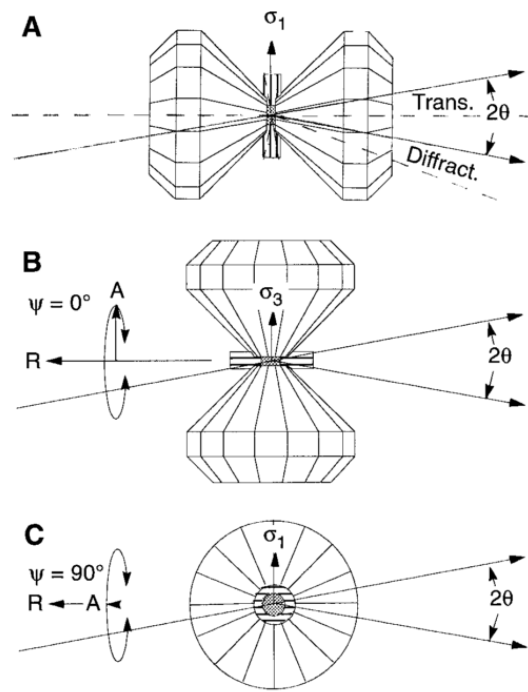 A
σ1
Trans.
2θ
Diffract.
B
ψ = 0°
A
σ3
R
2θ
C
σ1
ψ = 90°
R
A
2θ